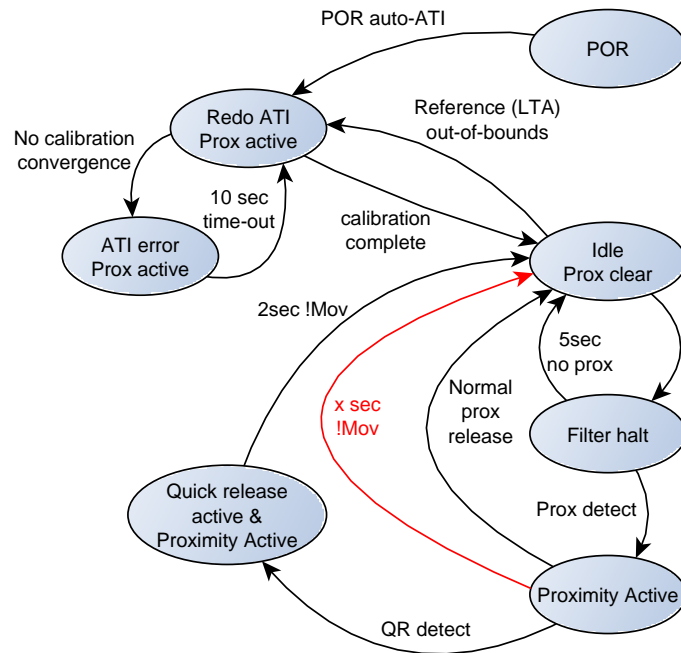 POR auto-ATI
POR
Redo ATI
Prox active
Reference (LTA)
out-of-bounds
No calibration
convergence
10 sec
time-out
calibration
complete
ATI error
Prox active
Idle
Prox clear
2sec !Mov
5sec
no prox
x sec
!Mov
Normal
prox
release
Filter halt
Quick release
active &
Proximity Active
Prox detect
Proximity Active
QR detect